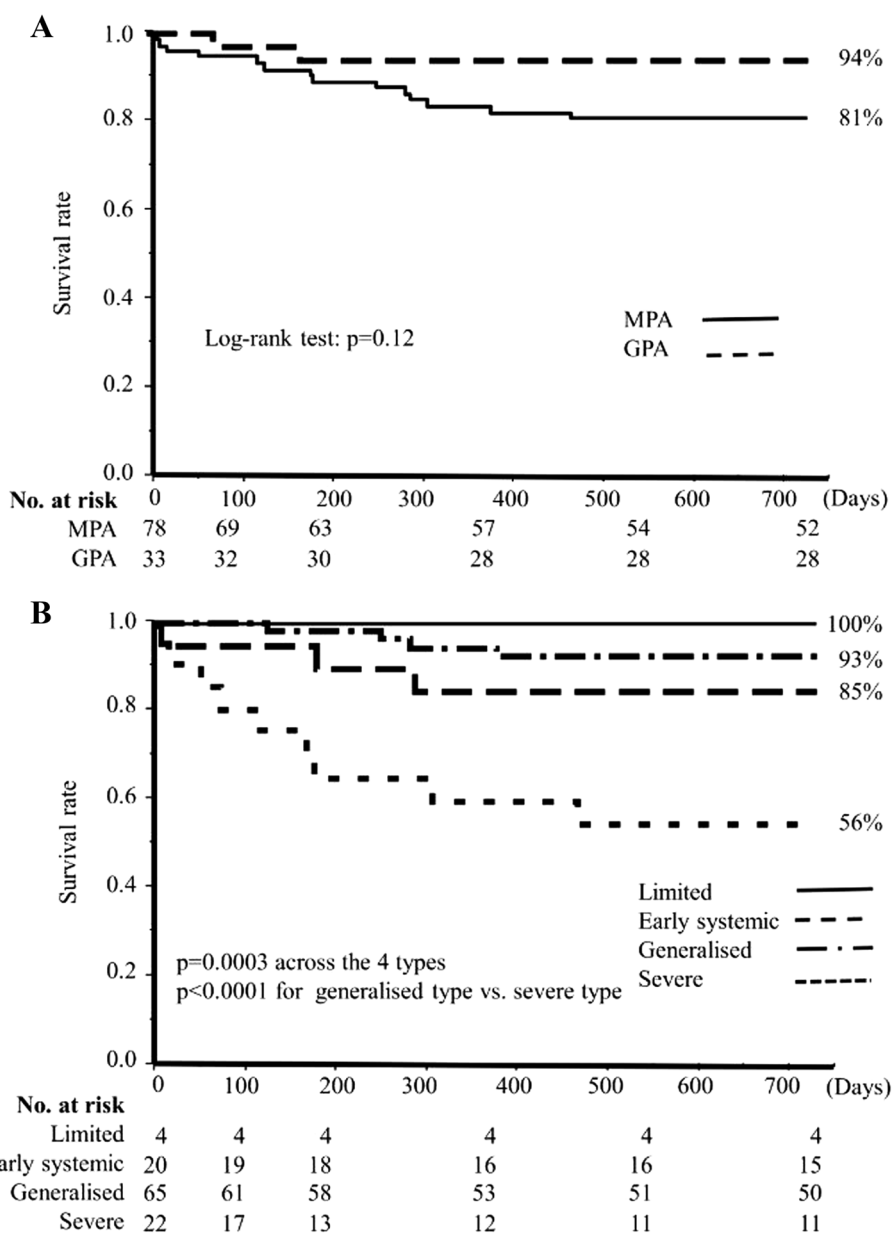 A
1.0
0.8
0.6
0.4
0.2
0.0
Survival rate
94%
81%
Log-rank test: p=0.12
MPA
GPA
0 100 200 300 400 500 600 700 (Days)
No. at risk
MPA 78 69 63 57 54 52
GPA 33 32 30 28 28 28
B
1.0
0.8
0.6
0.4
0.2
0.0
Survival rate
100%
93%
85%
56%
Limited
Early systemic
Generalised
Severe
p=0.0003 across the 4 types
p<0.0001 for generalised type vs. severe type
0 100 200 300 400 500 600 700 (Days)
No. at risk
Limited 4 4 4 4 4 4
arly systemic 20 19 18 16 16 15
Generalised 65 61 58 53 51 50
Severe 22 17 13 12 11 11